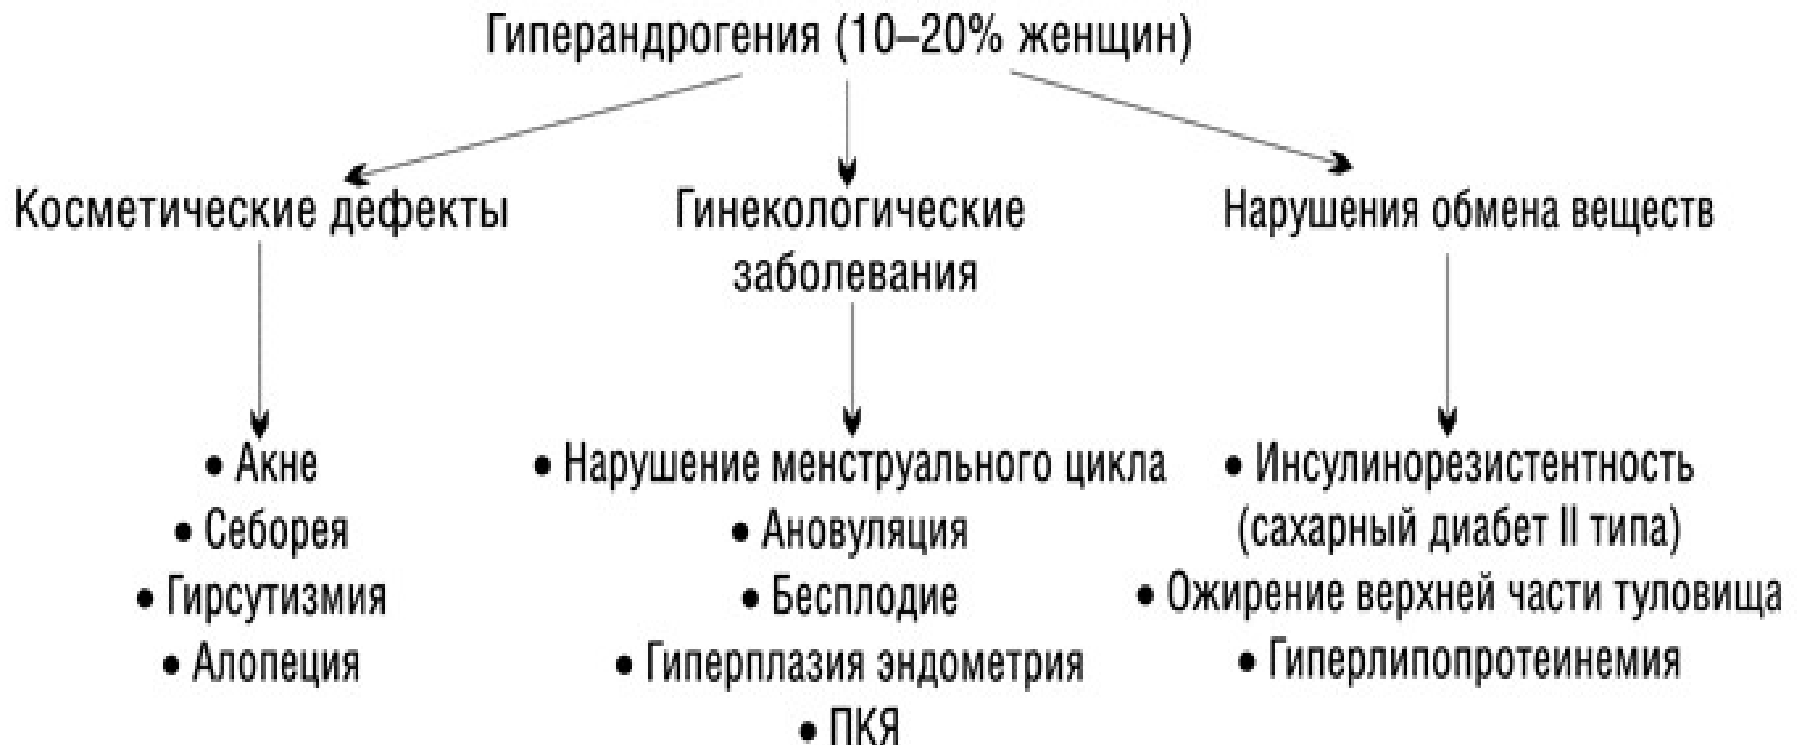 Гиперандрогения (10–20% женщин)
Косметические дефекты
Гинекологические
заболевания
Нарушения обмена веществ
• Акне
• Себорея
• Гирсутизмия
• Алопеция
• Нарушение менструального цикла
• Ановуляция
• Бесплодие
• Гиперплазия эндометрия
• ПКЯ
• Инсулинорезистентность
(сахарный диабет II типа)
• Ожирение верхней части туловища
• Гиперлипопротеинемия